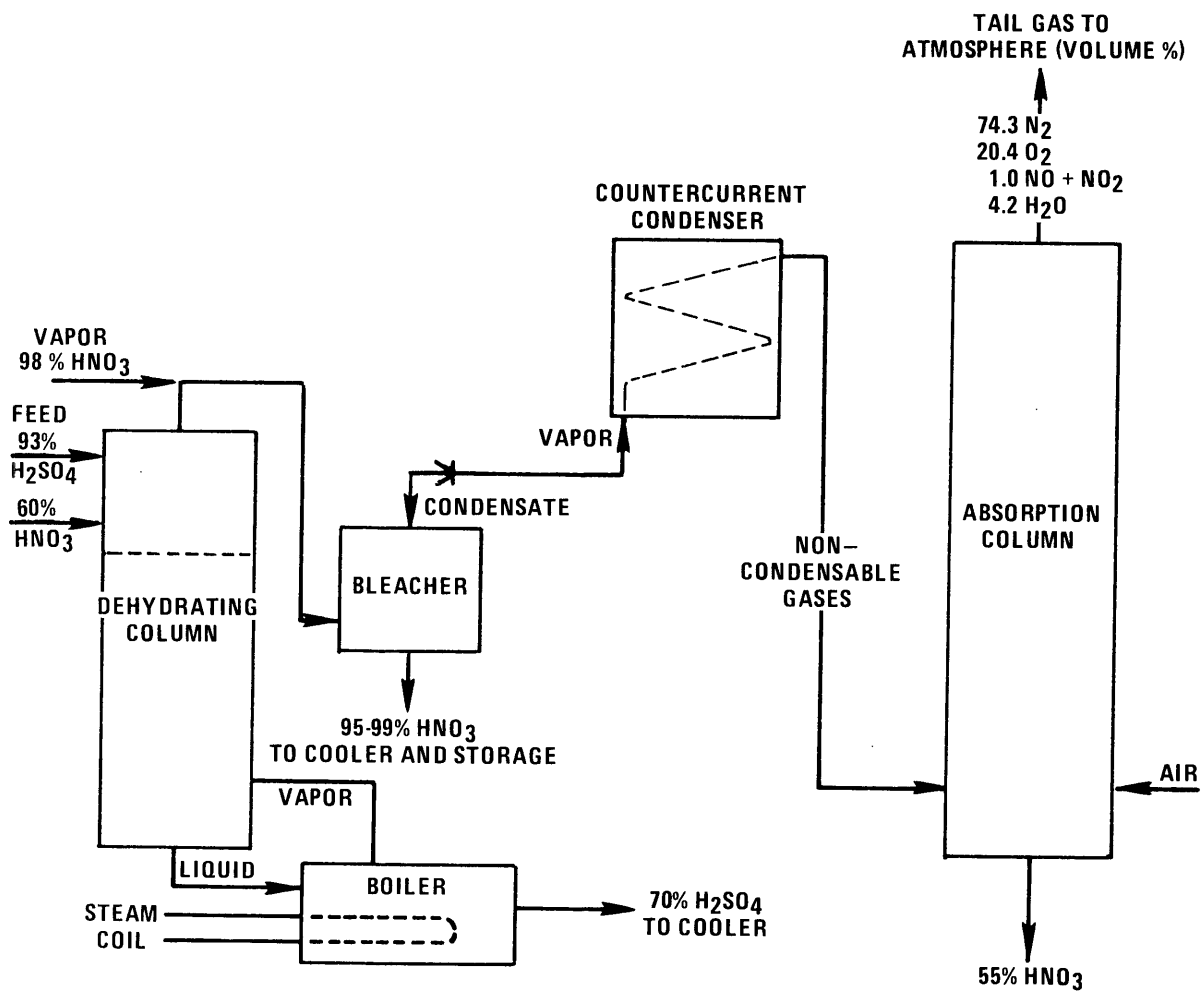 TAIL GAS TO
ATMOSPHERE (VOLUME %)
74.3 N2
20.4 O2
1.0 NO + NO2
4.2 H2O
COUNTERCURRENT
CONDENSER
VAPOR
98 % HNO3
FEED
93%
H2SO4
60%
HNO3
VAPOR
CONDENSATE
BLEACHER
ABSORPTION
COLUMN
NON–
CONDENSABLE
GASES
DEHYDRATING
COLUMN
95-99% HNO3
TO COOLER AND STORAGE
AIR
VAPOR
LIQUID
BOILER
STEAM
COIL
70% H2SO4
TO COOLER
55% HNO3